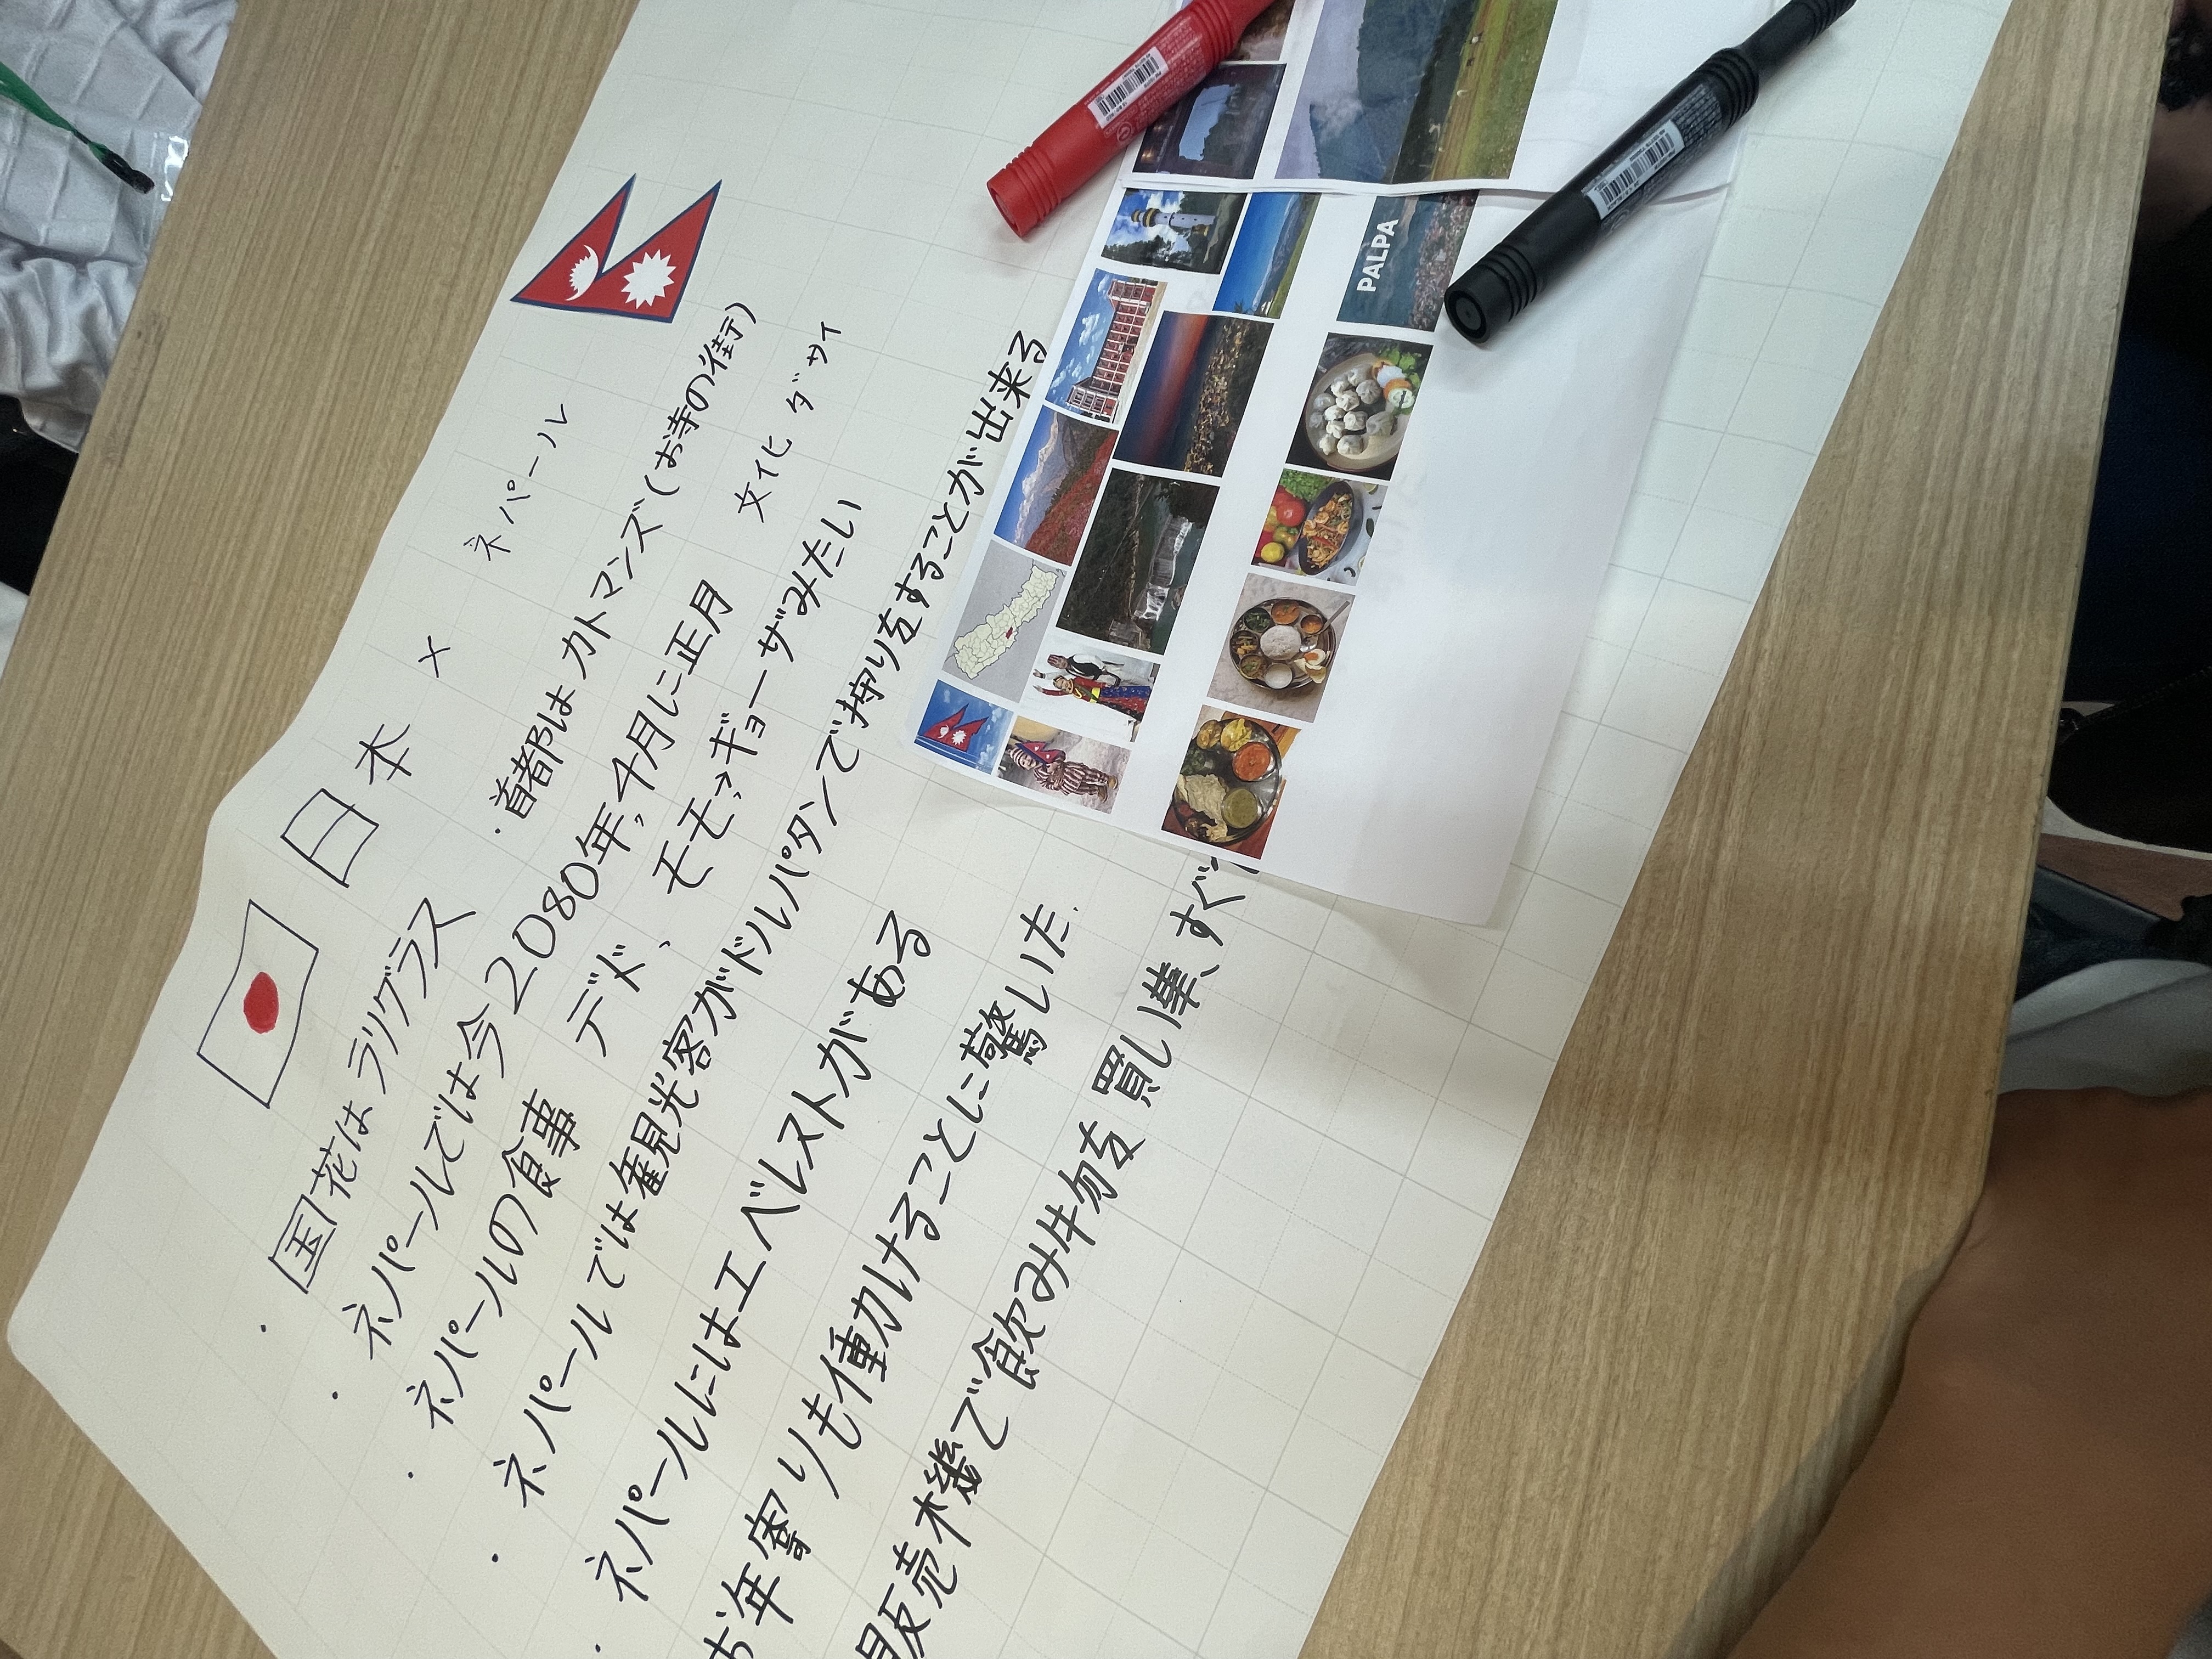 日本 × ネパール
国花はラリグラス
・首都はカトマンズ(お寺の街)
・ネパールでは今2080年,4月に正月
文化 ダサイ
・ネパールの食事 デド、モモ→ギョーザみたい
・ネパールでは観光客がドルパタンで狩りをすることが出来る
・ネパールにはエベレストがある
お年寄りも働けることに驚いた.
販売機で飲み物を買い
すぐ
PALPA